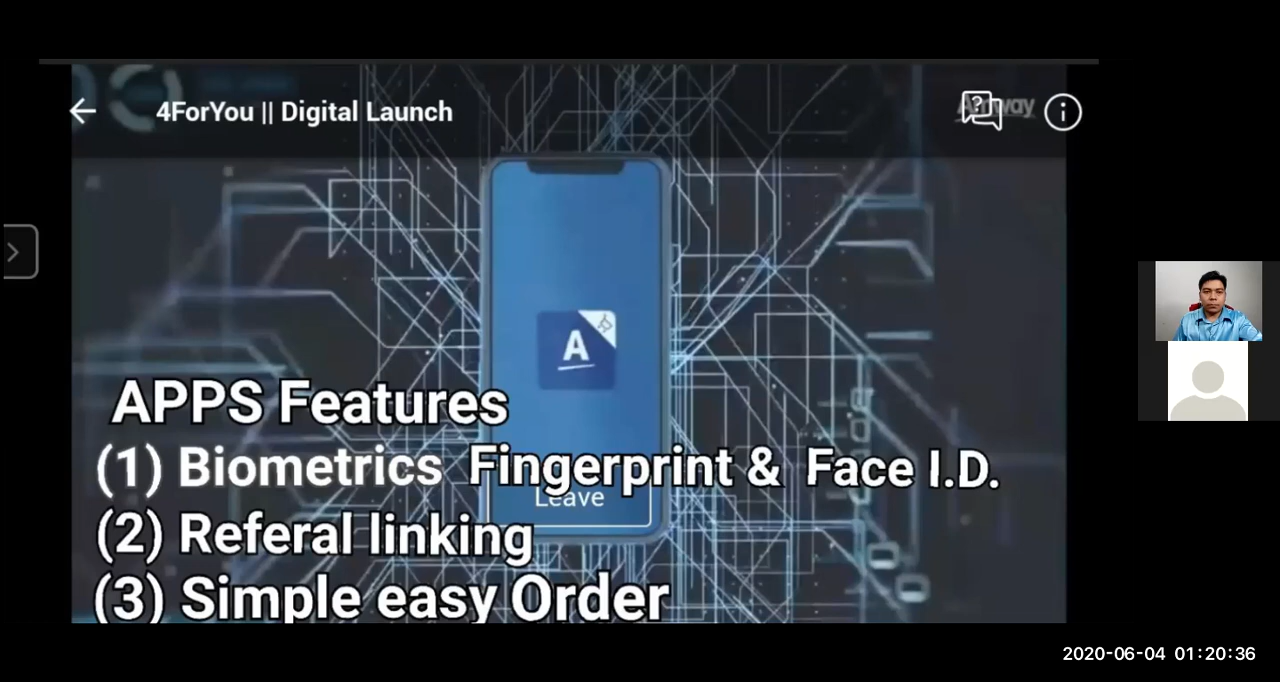 4ForYou || Digital Launch
Amway
A
APPS Features
(1) Biometrics Fingerprint & Face I.D.
Leave
(2) Referal linking
(3) Simple easy Order
2020-06-04 01:20:36